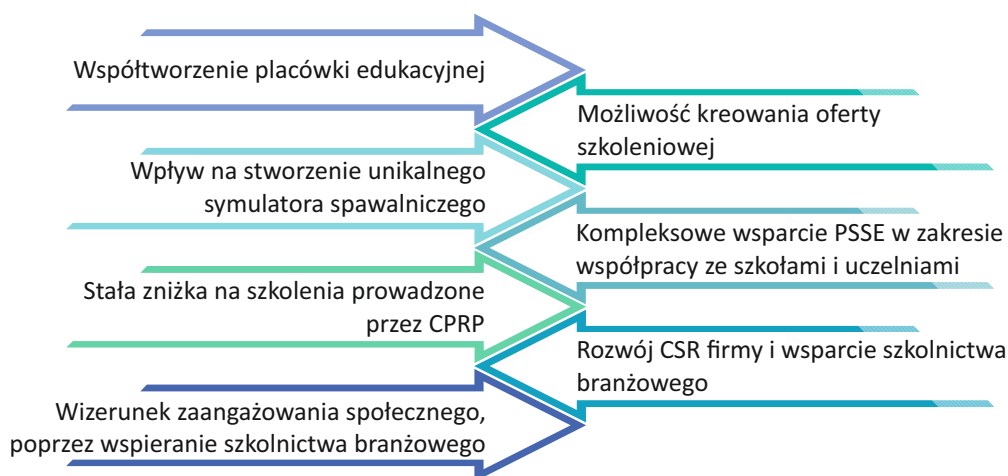 Współtworzenie placówki edukacyjnej
Możliwość kreowania oferty
szkoleniowej
Wpływ na stworzenie unikalnego
symulatora spawalniczego
Kompleksowe wsparcie PSSE w zakresie
współpracy ze szkołami i uczelniami
Stała zniżka na szkolenia prowadzone
przez CPRP
Rozwój CSR firmy i wsparcie szkolnictwa
branżowego
Wizerunek zaangażowania społecznego,
poprzez wspieranie szkolnictwa branżowego